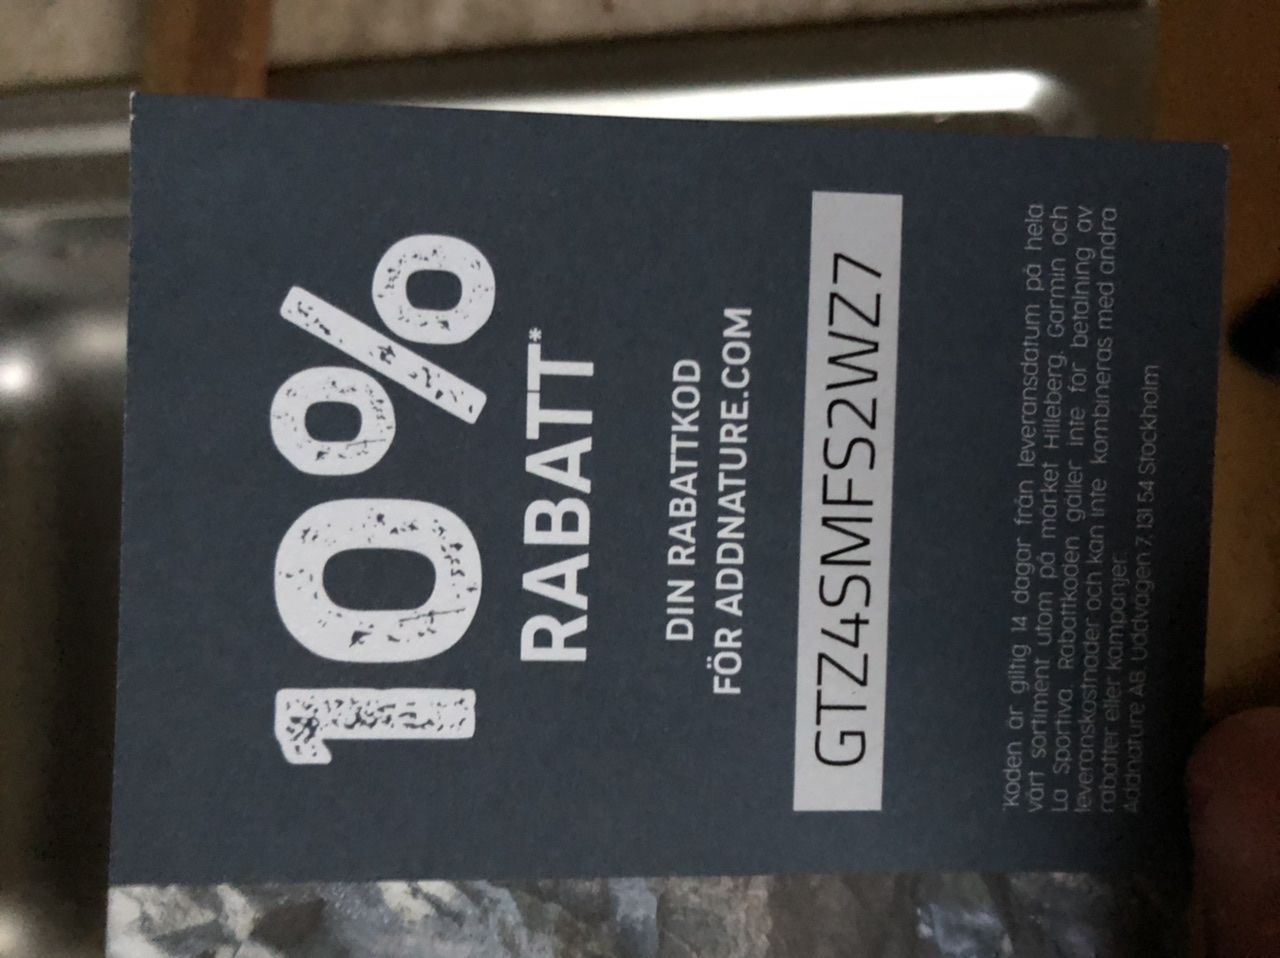 10%
RABATT*
DIN RABATTKOD
FÖR ADDNATURE.COM
GTZ4SMFS2WZ7
*Koden är giltig 14 dagar från leveransdatum på hela
vårt sortiment utom på märket Hilleberg, Garmin och
La Sportiva. Rabattkoden gäller inte för betalning av
leveranskostnader och kan inte kombineras med andra
rabatter eller kampanjer.
Addnature AB, Uddvägen 7, 131 54 Stockholm